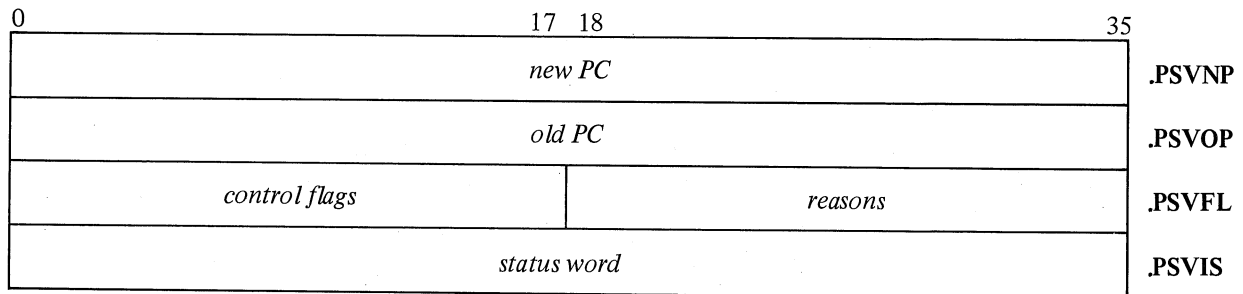 0 17 18 35
new PC .PSVNP
old PC .PSVOP
control flags reasons .PSVFL
status word .PSVIS